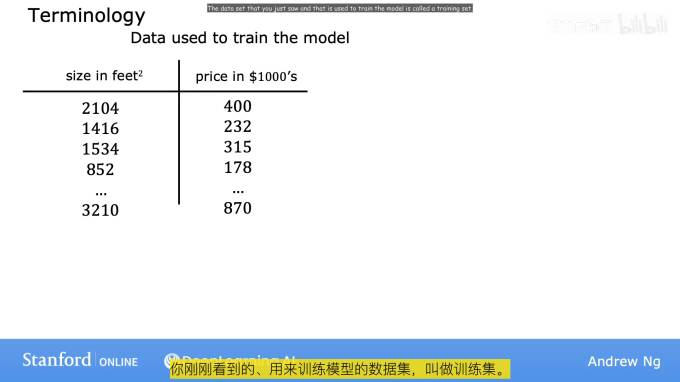 The data set that you just saw and that is used to train the model is called a training set.
Terminology
bilibili
Data used to train the model
size in feet² price in $1000's
2104 400
1416 232
1534 315
852 178
... ...
3210 870
Stanford ONLINE Andrew Ng
你刚刚看到的、用来训练模型的数据集，叫做训练集。